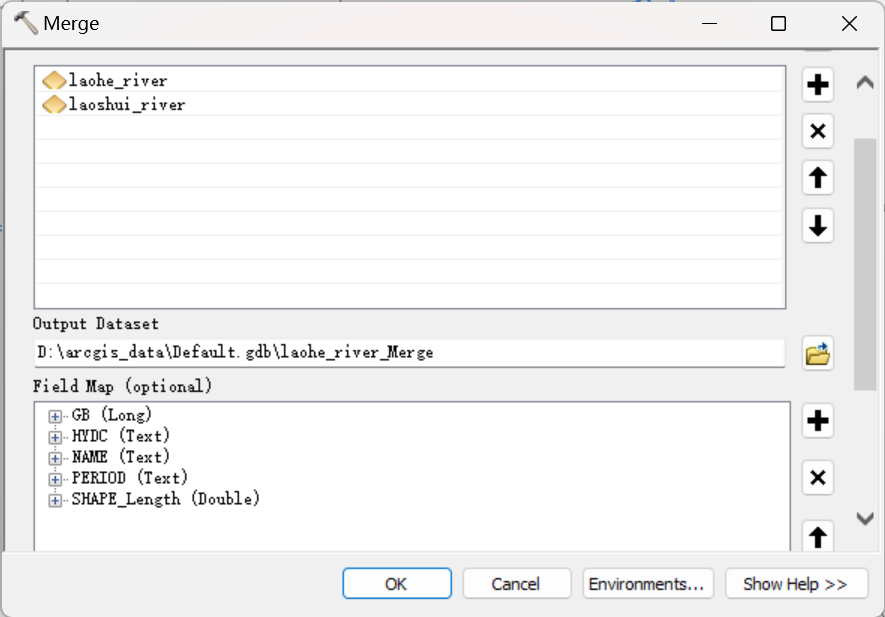 Merge
laohe_river
laoshui_river
Output Dataset
D:\arcgis_data\Default.gdb\laohe_river_Merge
Field Map (optional)
GB (Long)
HYDC (Text)
NAME (Text)
PERIOD (Text)
SHAPE_Length (Double)
OK
Cancel
Environments...
Show Help >>